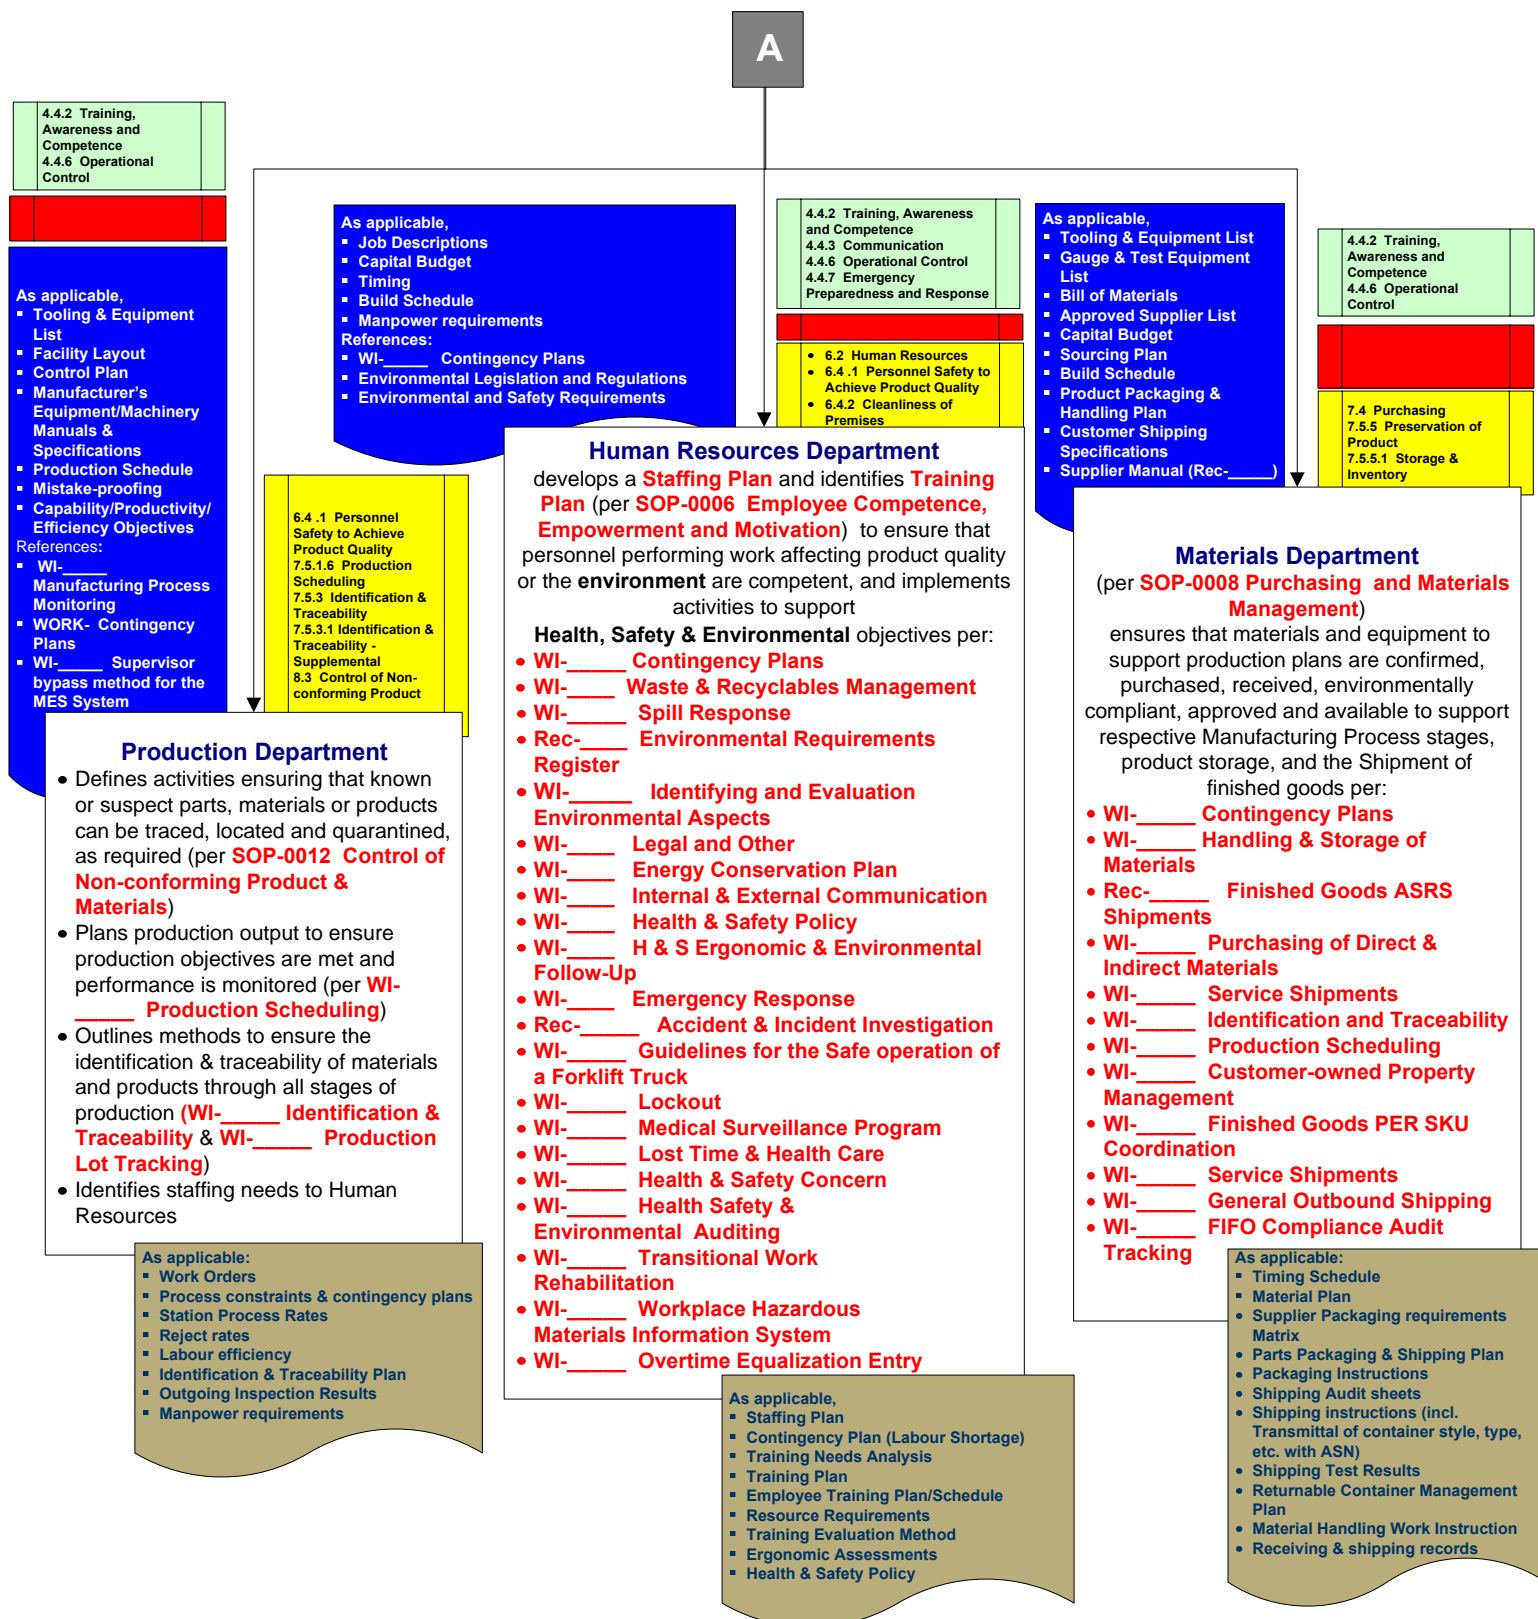 A
4.4.2 Training,
Awareness and
Competence
4.4.6 Operational
Control
As applicable,
▪ Tooling & Equipment
List
▪ Facility Layout
▪ Control Plan
▪ Manufacturer's
Equipment/Machinery
Manuals &
Specifications
▪ Production Schedule
▪ Mistake-proofing
▪ Capability/Productivity/
Efficiency Objectives
References:
▪ WI-_____
Manufacturing Process
Monitoring
▪ WORK- Contingency
Plans
▪ WI-_____ Supervisor
bypass method for the
MES System
6.4 .1 Personnel
Safety to Achieve
Product Quality
7.5.1.6 Production
Scheduling
7.5.3 Identification &
Traceability
7.5.3.1 Identification &
Traceability -
Supplemental
8.3 Control of Non-
conforming Product
Production Department
• Defines activities ensuring that known
or suspect parts, materials or products
can be traced, located and quarantined,
as required (per SOP-0012 Control of
Non-conforming Product &
Materials)
• Plans production output to ensure
production objectives are met and
performance is monitored (per WI-
_____ Production Scheduling)
• Outlines methods to ensure the
identification & traceability of materials
and products through all stages of
production (WI-_____ Identification &
Traceability & WI-_____ Production
Lot Tracking)
• Identifies staffing needs to Human
Resources
As applicable:
▪ Work Orders
▪ Process constraints & contingency plans
▪ Station Process Rates
▪ Reject rates
▪ Labour efficiency
▪ Identification & Traceability Plan
▪ Outgoing Inspection Results
▪ Manpower requirements
As applicable,
▪ Job Descriptions
▪ Capital Budget
▪ Timing
▪ Build Schedule
▪ Manpower requirements
References:
▪ WI-_____ Contingency Plans
▪ Environmental Legislation and Regulations
▪ Environmental and Safety Requirements
4.4.2 Training, Awareness
and Competence
4.4.3 Communication
4.4.6 Operational Control
4.4.7 Emergency
Preparedness and Response
• 6.2 Human Resources
• 6.4 .1 Personnel Safety to
Achieve Product Quality
• 6.4.2 Cleanliness of
Premises
Human Resources Department
develops a Staffing Plan and identifies Training
Plan (per SOP-0006 Employee Competence,
Empowerment and Motivation) to ensure that
personnel performing work affecting product quality
or the environment are competent, and implements
activities to support
Health, Safety & Environmental objectives per:
• WI-_____ Contingency Plans
• WI-____ Waste & Recyclables Management
• WI-_____ Spill Response
• Rec-____ Environmental Requirements
Register
• WI-_____ Identifying and Evaluation
Environmental Aspects
• WI-____ Legal and Other
• WI-____ Energy Conservation Plan
• WI-____ Internal & External Communication
• WI-____ Health & Safety Policy
• WI-____ H & S Ergonomic & Environmental
Follow-Up
• WI-____ Emergency Response
• Rec-_____ Accident & Incident Investigation
• WI-_____ Guidelines for the Safe operation of
a Forklift Truck
• WI-_____ Lockout
• WI-_____ Medical Surveillance Program
• WI-_____ Lost Time & Health Care
• WI-_____ Health & Safety Concern
• WI-_____ Health Safety &
Environmental Auditing
• WI-_____ Transitional Work
Rehabilitation
• WI-_____ Workplace Hazardous
Materials Information System
• WI-_____ Overtime Equalization Entry
As applicable,
▪ Staffing Plan
▪ Contingency Plan (Labour Shortage)
▪ Training Needs Analysis
▪ Training Plan
▪ Employee Training Plan/Schedule
▪ Resource Requirements
▪ Training Evaluation Method
▪ Ergonomic Assessments
▪ Health & Safety Policy
As applicable,
▪ Tooling & Equipment List
▪ Gauge & Test Equipment
List
▪ Bill of Materials
▪ Approved Supplier List
▪ Capital Budget
▪ Sourcing Plan
▪ Build Schedule
▪ Product Packaging &
Handling Plan
▪ Customer Shipping
Specifications
▪ Supplier Manual (Rec-_____)
4.4.2 Training,
Awareness and
Competence
4.4.6 Operational
Control
7.4 Purchasing
7.5.5 Preservation of
Product
7.5.5.1 Storage &
Inventory
Materials Department
(per SOP-0008 Purchasing and Materials
Management)
ensures that materials and equipment to
support production plans are confirmed,
purchased, received, environmentally
compliant, approved and available to support
respective Manufacturing Process stages,
product storage, and the Shipment of
finished goods per:
• WI-_____ Contingency Plans
• WI-_____ Handling & Storage of
Materials
• Rec-_____ Finished Goods ASRS
Shipments
• WI-_____ Purchasing of Direct &
Indirect Materials
• WI-_____ Service Shipments
• WI-_____ Identification and Traceability
• WI-_____ Production Scheduling
• WI-_____ Customer-owned Property
Management
• WI-_____ Finished Goods PER SKU
Coordination
• WI-_____ Service Shipments
• WI-_____ General Outbound Shipping
• WI-_____ FIFO Compliance Audit
Tracking
As applicable:
▪ Timing Schedule
▪ Material Plan
• Supplier Packaging requirements
Matrix
• Parts Packaging & Shipping Plan
• Packaging Instructions
• Shipping Audit sheets
• Shipping instructions (incl.
Transmittal of container style, type,
etc. with ASN)
• Shipping Test Results
• Returnable Container Management
Plan
• Material Handling Work Instruction
• Receiving & shipping records